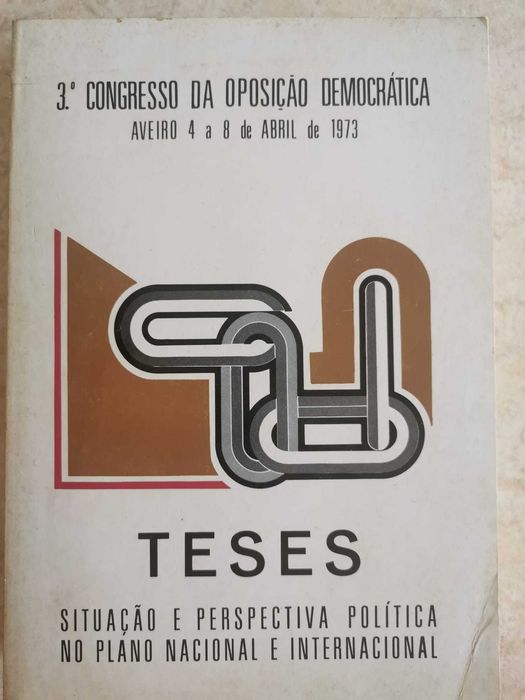 3.º CONGRESSO DA OPOSIÇÃO DEMOCRÁTICA
AVEIRO 4 a 8 de ABRIL de 1973
TESES
SITUAÇÃO E PERSPECTIVA POLÍTICA
NO PLANO NACIONAL E INTERNACIONAL